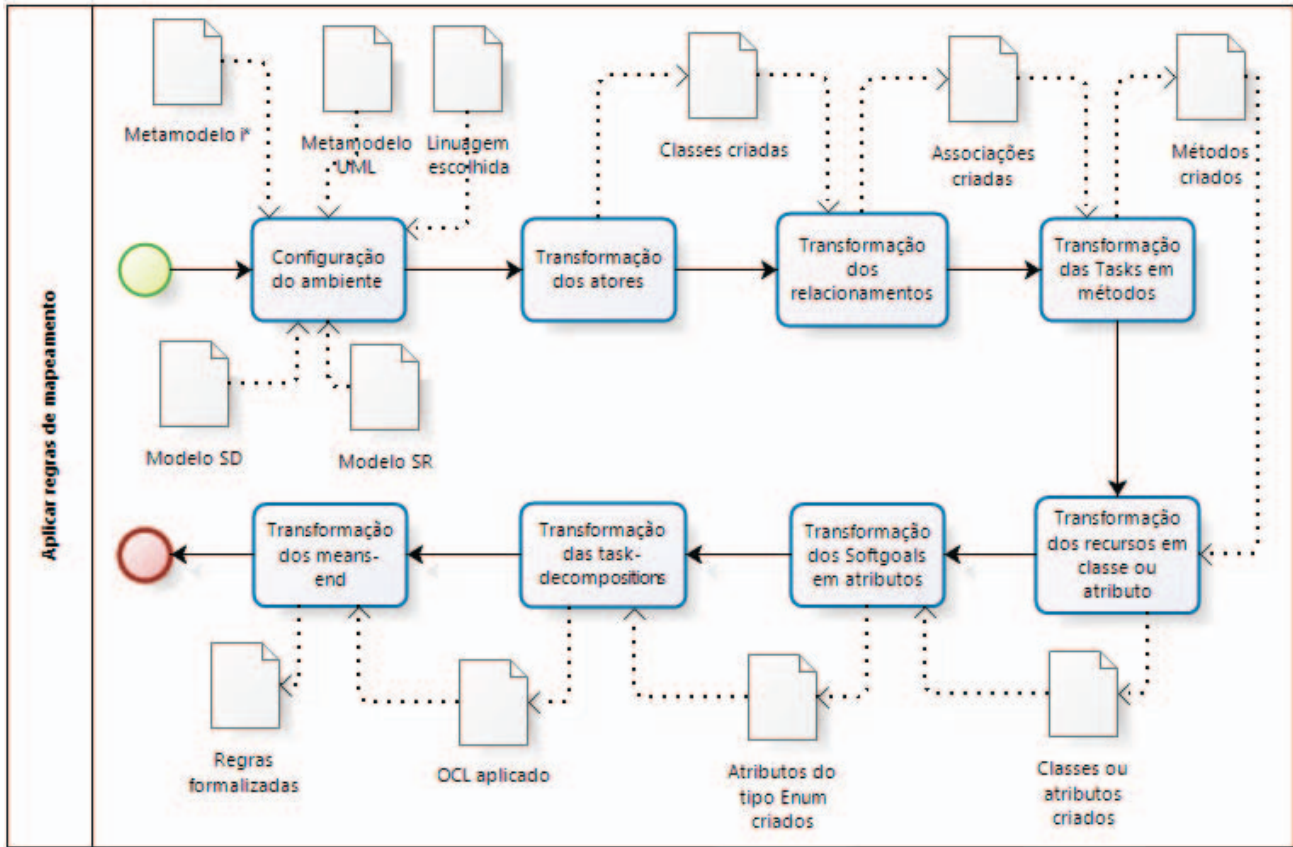 Aplicar regras de mapeamento
Metamodelo i*
Metamodelo
UML
Linuagem
escolhida
Classes criadas
Associações
criadas
Métodos
criados
Configuração
do ambiente
Transformação
dos atores
Transformação
dos
relacionamentos
Transformação
das Tasks em
métodos
Modelo SD
Modelo SR
Transformação
dos means-
end
Transformação
das task-
decompositions
Transformação
dos Softgoals
em atributos
Transformação
dos recursos em
classe ou
atributo
Regras
formalizadas
OCL aplicado
Atributos do
tipo Enum
criados
Classes ou
atributos
criados